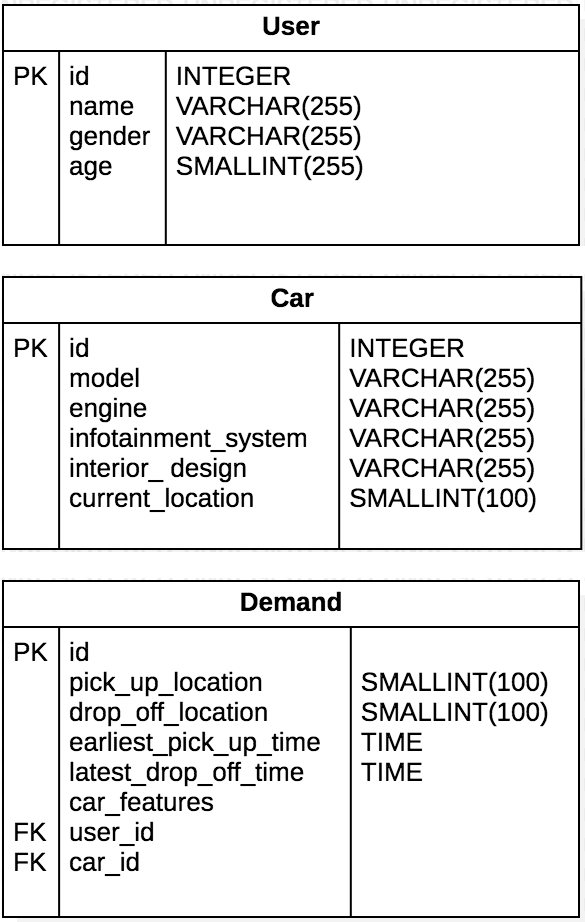 User
PK id INTEGER
name VARCHAR(255)
gender VARCHAR(255)
age SMALLINT(255)
Car
PK id INTEGER
model VARCHAR(255)
engine VARCHAR(255)
infotainment_system VARCHAR(255)
interior_ design VARCHAR(255)
current_location SMALLINT(100)
Demand
PK id
pick_up_location SMALLINT(100)
drop_off_location SMALLINT(100)
earliest_pick_up_time TIME
latest_drop_off_time TIME
car_features
FK user_id
FK car_id